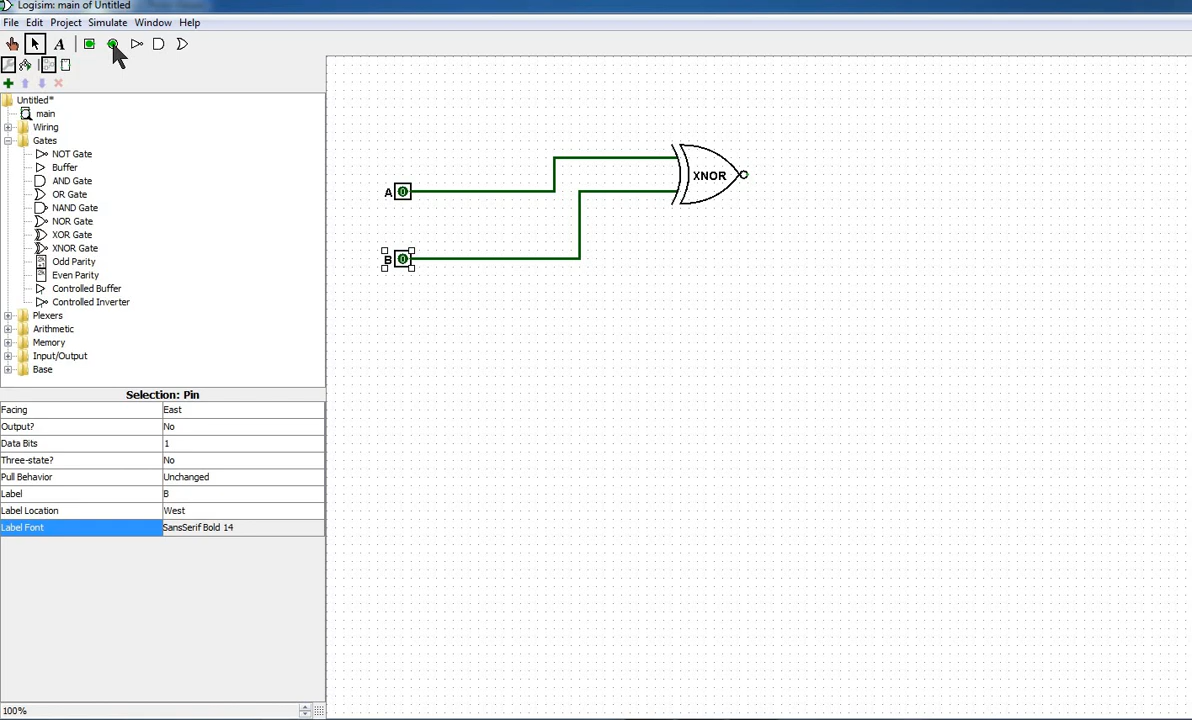 Logisim: main of Untitled
File Edit Project Simulate Window Help
A
Untitled*
main
Wiring
Gates
NOT Gate
Buffer
AND Gate
OR Gate
NAND Gate
NOR Gate
XOR Gate
XNOR Gate
Odd Parity
Even Parity
Controlled Buffer
Controlled Inverter
Plexers
Arithmetic
Memory
Input/Output
Base
Selection: Pin
Facing East
Output? No
Data Bits 1
Three-state? No
Pull Behavior Unchanged
Label B
Label Location West
Label Font SansSerif Bold 14
100%
XNOR
A 0
B 0